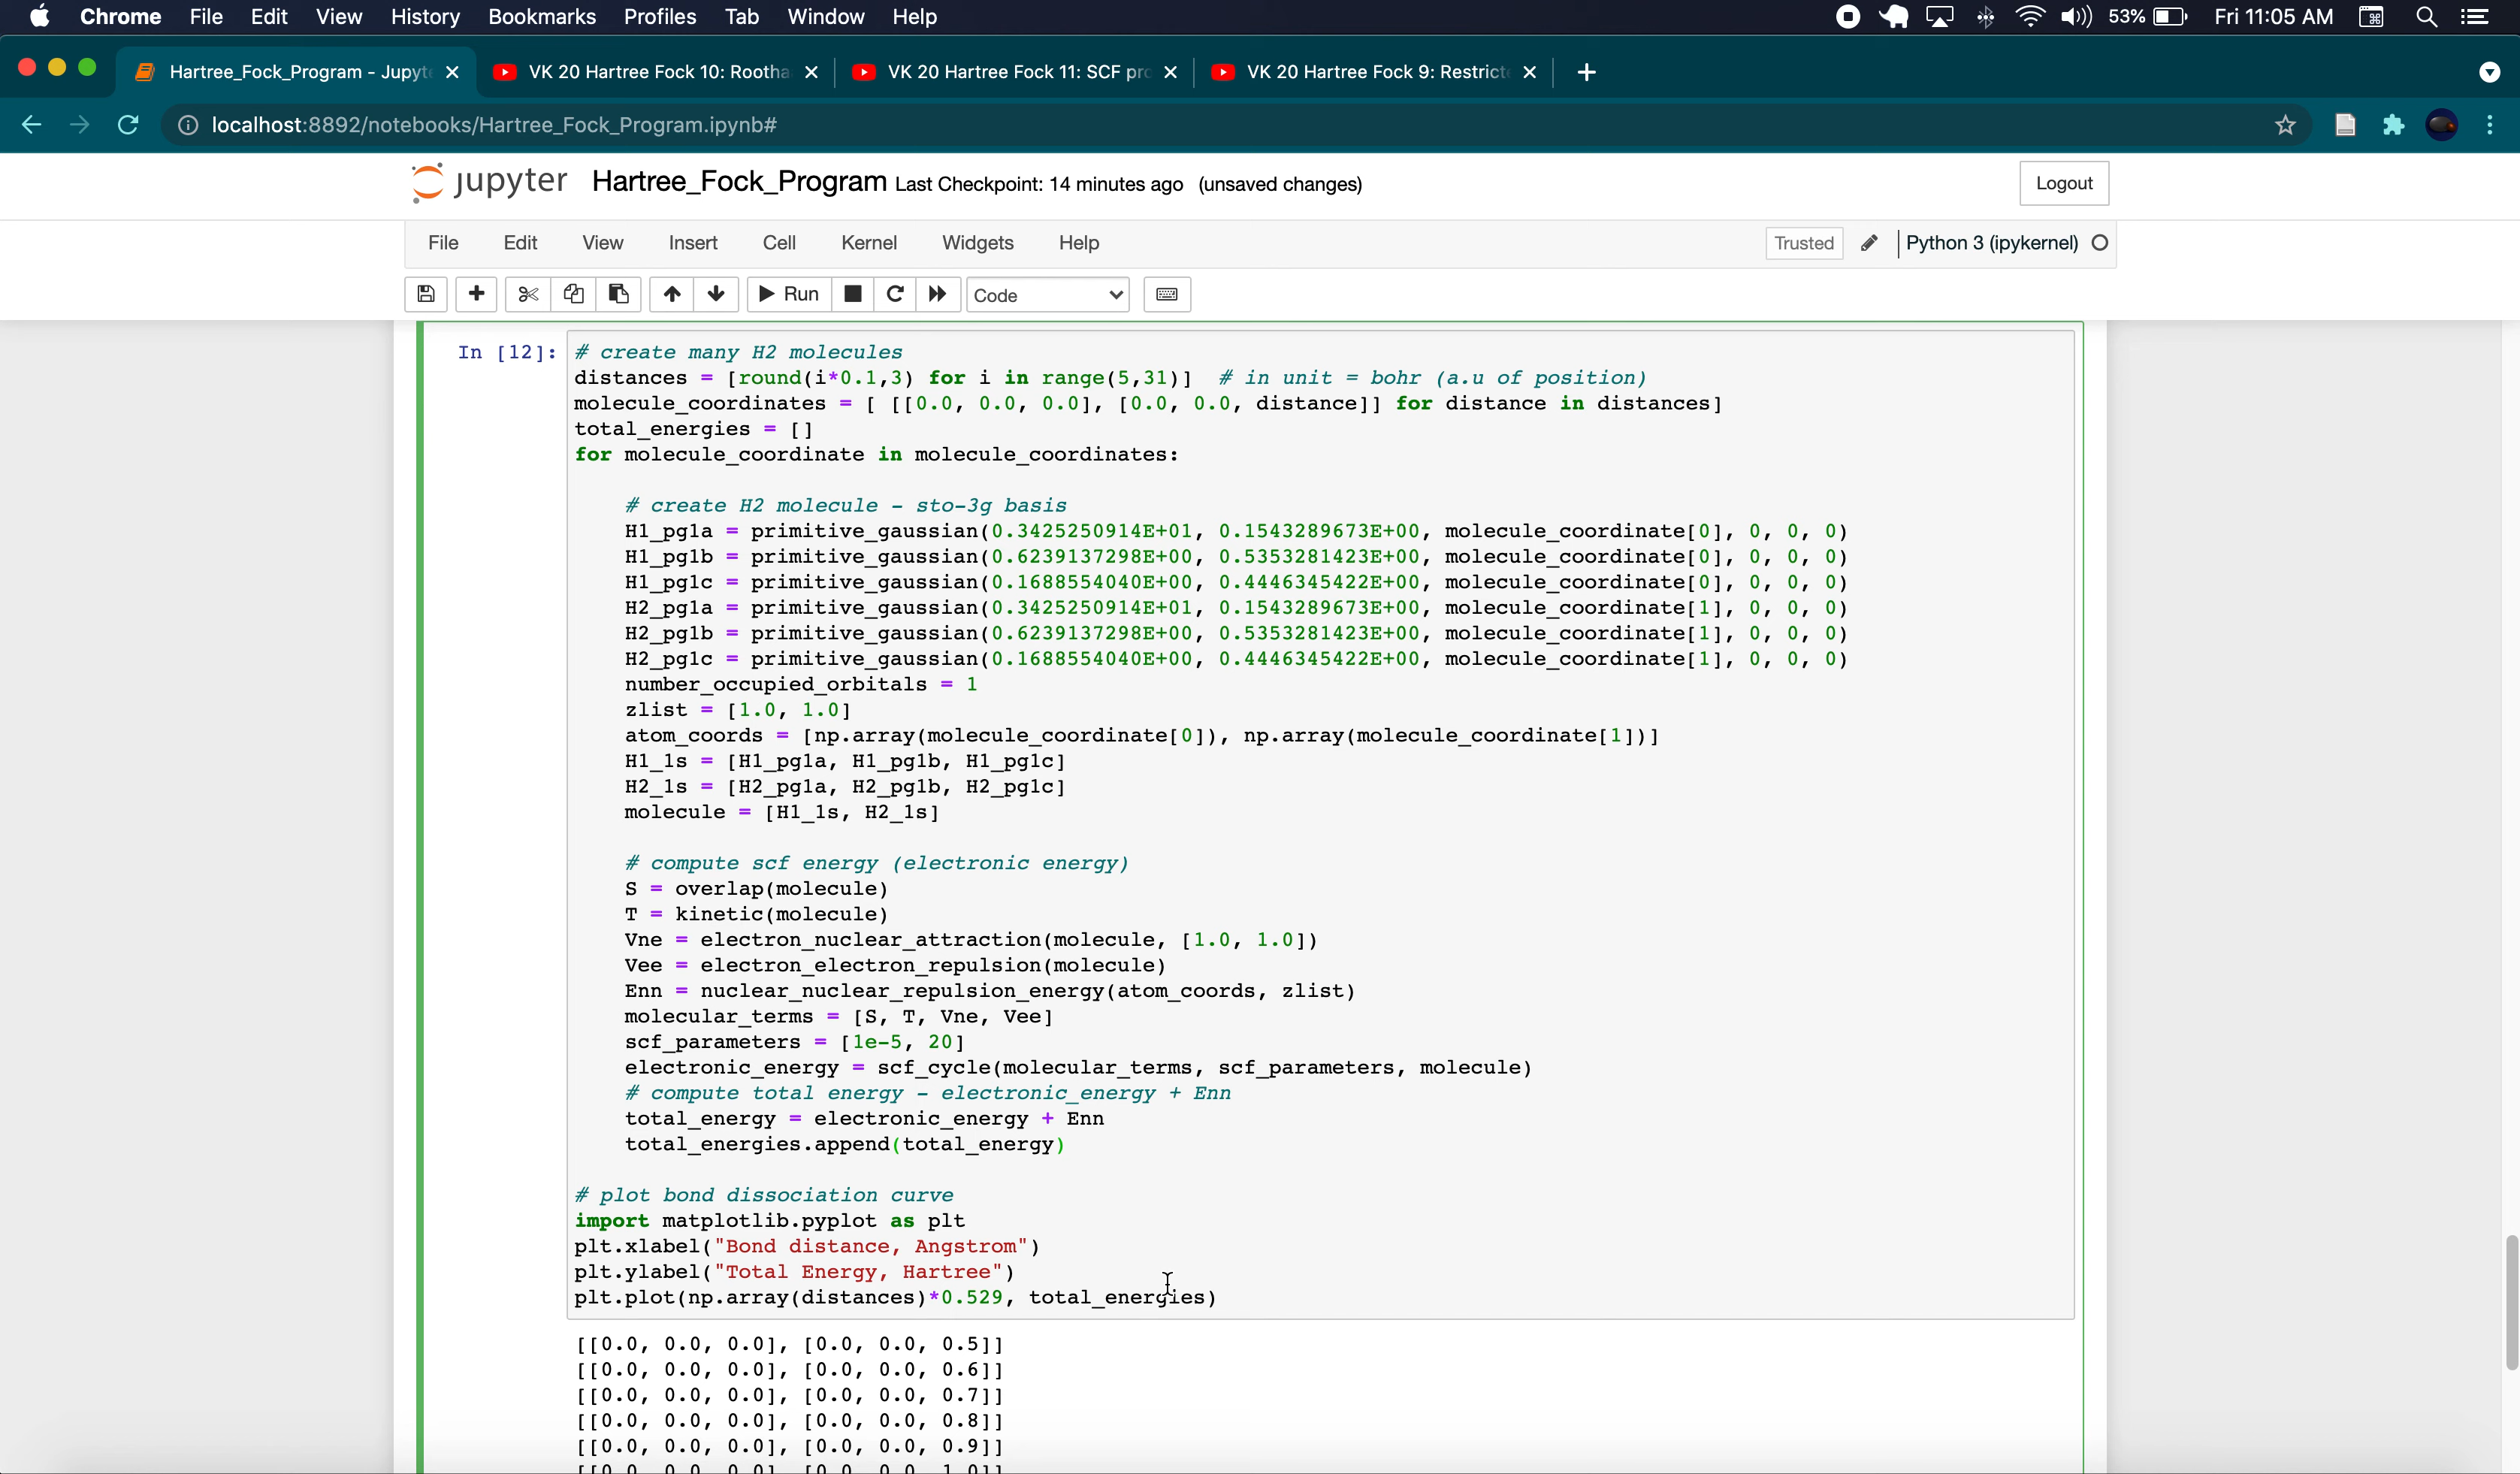 Chrome File Edit View History Bookmarks Profiles Tab Window Help 53% Fri 11:05 AM
Hartree_Fock_Program - Jupyte VK 20 Hartree Fock 10: Rootha VK 20 Hartree Fock 11: SCF pro VK 20 Hartree Fock 9: Restricte
localhost:8892/notebooks/Hartree_Fock_Program.ipynb#
jupyter Hartree_Fock_Program Last Checkpoint: 14 minutes ago (unsaved changes) Logout
File Edit View Insert Cell Kernel Widgets Help Trusted Python 3 (ipykernel)
Run Code
In [12]: # create many H2 molecules
distances = [round(i*0.1,3) for i in range(5,31)]  # in unit = bohr (a.u of position)
molecule_coordinates = [ [[0.0, 0.0, 0.0], [0.0, 0.0, distance]] for distance in distances]
total_energies = []
for molecule_coordinate in molecule_coordinates:
# create H2 molecule - sto-3g basis
H1_pg1a = primitive_gaussian(0.3425250914E+01, 0.1543289673E+00, molecule_coordinate[0], 0, 0, 0)
H1_pg1b = primitive_gaussian(0.6239137298E+00, 0.5353281423E+00, molecule_coordinate[0], 0, 0, 0)
H1_pg1c = primitive_gaussian(0.1688554040E+00, 0.4446345422E+00, molecule_coordinate[0], 0, 0, 0)
H2_pg1a = primitive_gaussian(0.3425250914E+01, 0.1543289673E+00, molecule_coordinate[1], 0, 0, 0)
H2_pg1b = primitive_gaussian(0.6239137298E+00, 0.5353281423E+00, molecule_coordinate[1], 0, 0, 0)
H2_pg1c = primitive_gaussian(0.1688554040E+00, 0.4446345422E+00, molecule_coordinate[1], 0, 0, 0)
number_occupied_orbitals = 1
zlist = [1.0, 1.0]
atom_coords = [np.array(molecule_coordinate[0]), np.array(molecule_coordinate[1])]
H1_1s = [H1_pg1a, H1_pg1b, H1_pg1c]
H2_1s = [H2_pg1a, H2_pg1b, H2_pg1c]
molecule = [H1_1s, H2_1s]
# compute scf energy (electronic energy)
S = overlap(molecule)
T = kinetic(molecule)
Vne = electron_nuclear_attraction(molecule, [1.0, 1.0])
Vee = electron_electron_repulsion(molecule)
Enn = nuclear_nuclear_repulsion_energy(atom_coords, zlist)
molecular_terms = [S, T, Vne, Vee]
scf_parameters = [1e-5, 20]
electronic_energy = scf_cycle(molecular_terms, scf_parameters, molecule)
# compute total energy - electronic_energy + Enn
total_energy = electronic_energy + Enn
total_energies.append(total_energy)
# plot bond dissociation curve
import matplotlib.pyplot as plt
plt.xlabel("Bond distance, Angstrom")
plt.ylabel("Total Energy, Hartree")
plt.plot(np.array(distances)*0.529, total_energies)
[[0.0, 0.0, 0.0], [0.0, 0.0, 0.5]]
[[0.0, 0.0, 0.0], [0.0, 0.0, 0.6]]
[[0.0, 0.0, 0.0], [0.0, 0.0, 0.7]]
[[0.0, 0.0, 0.0], [0.0, 0.0, 0.8]]
[[0.0, 0.0, 0.0], [0.0, 0.0, 0.9]]
[[0.0, 0.0, 0.0], [0.0, 0.0, 1.0]]